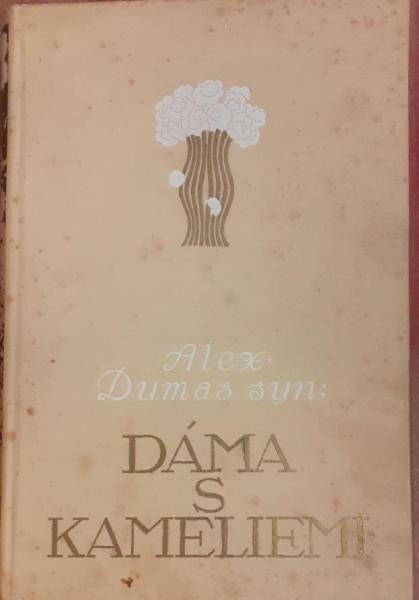 Alex.
Dumas syn:
DÁMA
S
KAMÉLIEMI